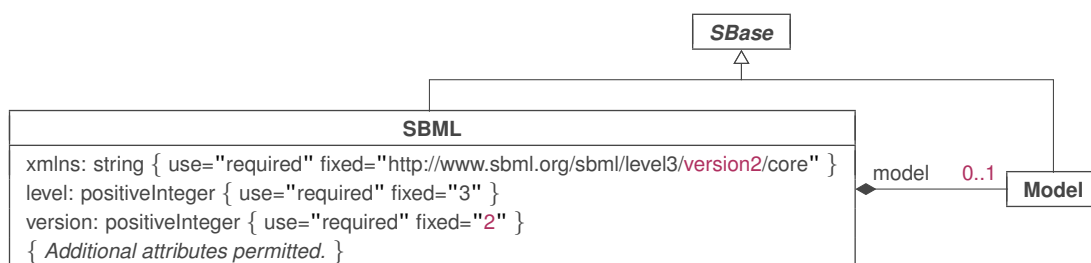 SBase
SBML
xmlns: string { use="required" fixed="http://www.sbml.org/sbml/level3/version2/core" }
level: positiveInteger { use="required" fixed="3" }
version: positiveInteger { use="required" fixed="2" }
{ Additional attributes permitted. }
model 0..1
Model